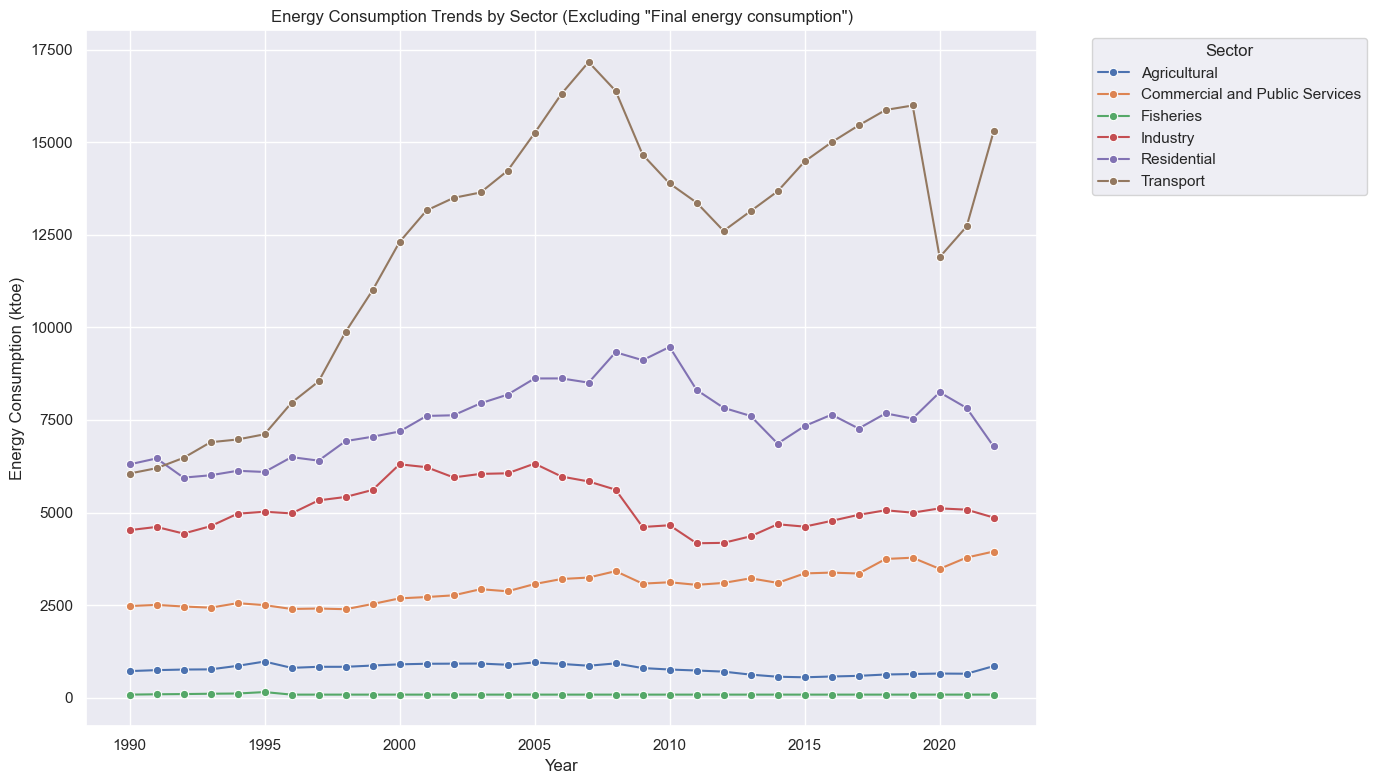 Energy Consumption Trends by Sector (Excluding "Final energy consumption")
17500
15000
12500
10000
7500
5000
2500
0
Energy Consumption (ktoe)
1990
1995
2000
2005
2010
2015
2020
Year
Sector
Agricultural
Commercial and Public Services
Fisheries
Industry
Residential
Transport